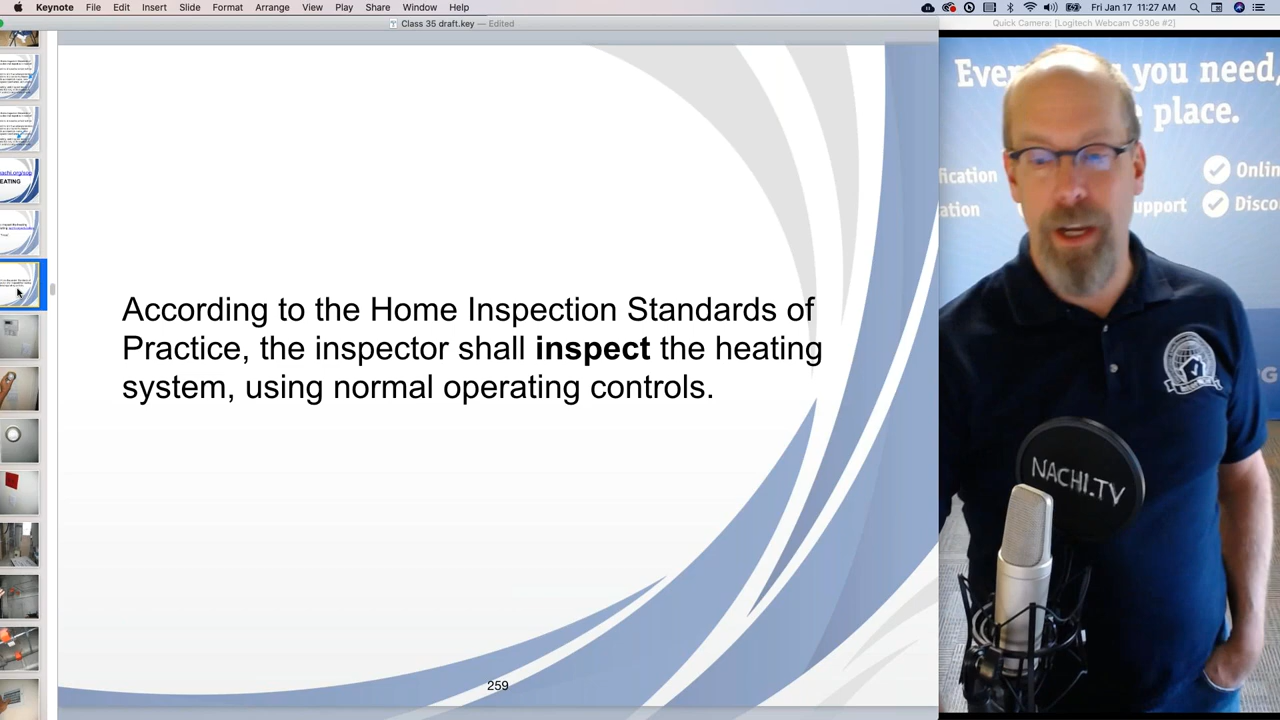 Keynote File Edit Insert Slide Format Arrange View Play Share Window Help Fri Jan 17 11:27 AM
Class 35 draft.key — Edited
Quick Camera: [Logitech Webcam C930e #2]
According to the Home Inspection Standards of
Practice, the inspector shall inspect the heating
system, using normal operating controls.
259
you need,
place.
fication
Onlin
ation
upport
Disco
NACHI.TV
EATING